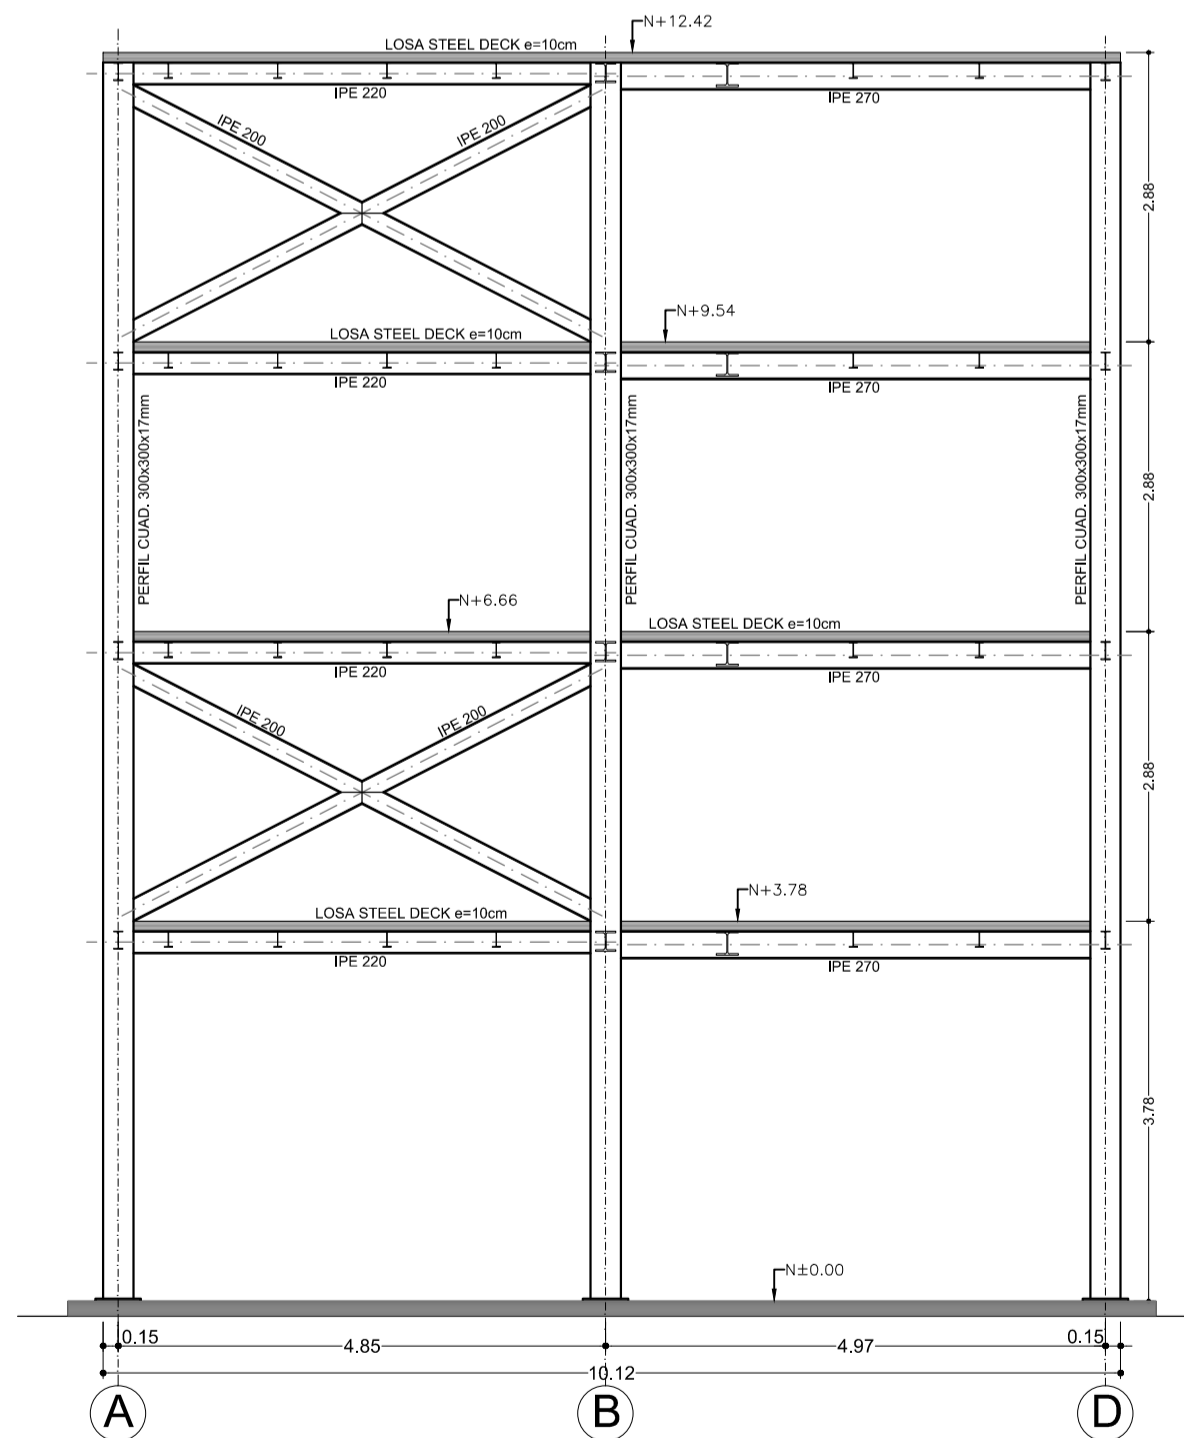 N+12.42
LOSA STEEL DECK e=10cm
IPE 220
IPE 270
IPE 200
IPE 200
2.88
N+9.54
LOSA STEEL DECK e=10cm
IPE 220
IPE 270
PERFIL CUAD. 300x300x17mm
PERFIL CUAD. 300x300x17mm
PERFIL CUAD. 300x300x17mm
2.88
N+6.66
LOSA STEEL DECK e=10cm
IPE 220
IPE 270
IPE 200
IPE 200
2.88
N+3.78
LOSA STEEL DECK e=10cm
IPE 220
IPE 270
3.78
N±0.00
0.15
4.85
4.97
0.15
10.12
A
B
D